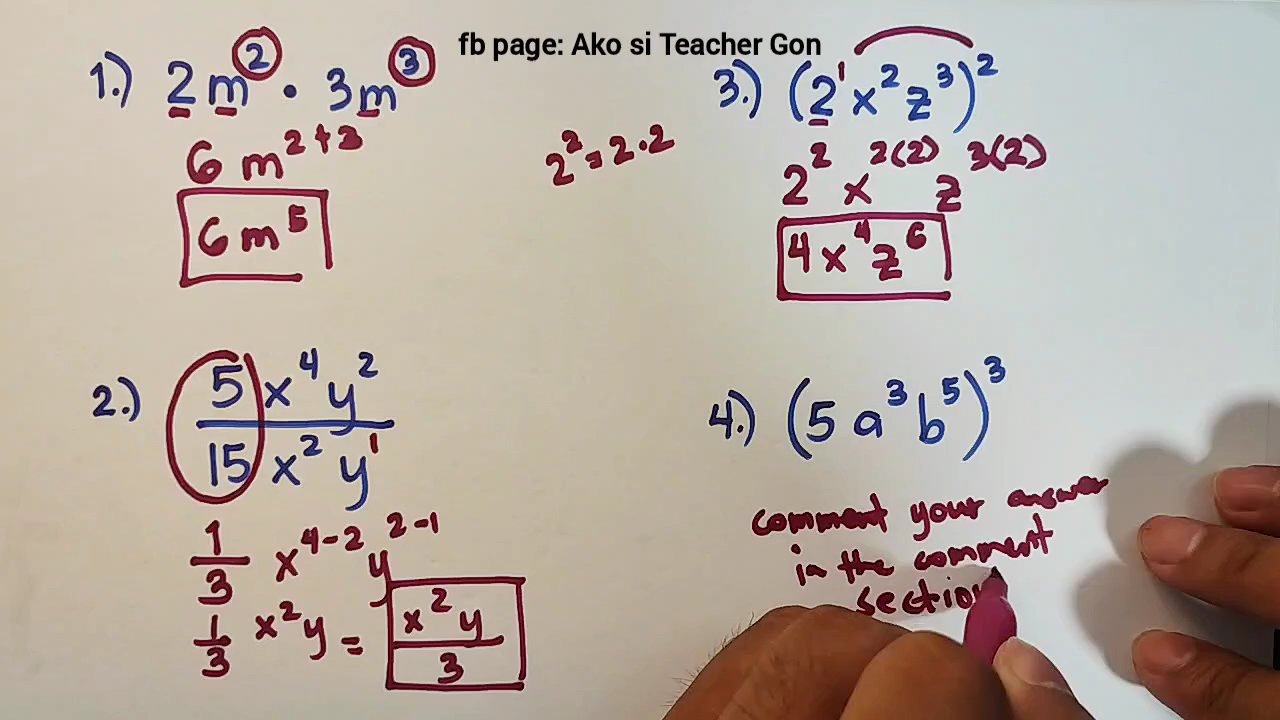 fb page: Ako si Teacher Gon
1.) 2m² · 3m³
6m²⁺³
6m⁵
2² = 2·2
3.) (2¹x²z³)²
2² x²⁽²⁾ z³⁽²⁾
4x⁴z⁶
2.) 5x⁴y² / 15x²y¹
1/3 x⁴⁻² y²⁻¹
1/3 x²y = x²y / 3
4.) (5a³b⁵)³
comment your answer
in the comment
section